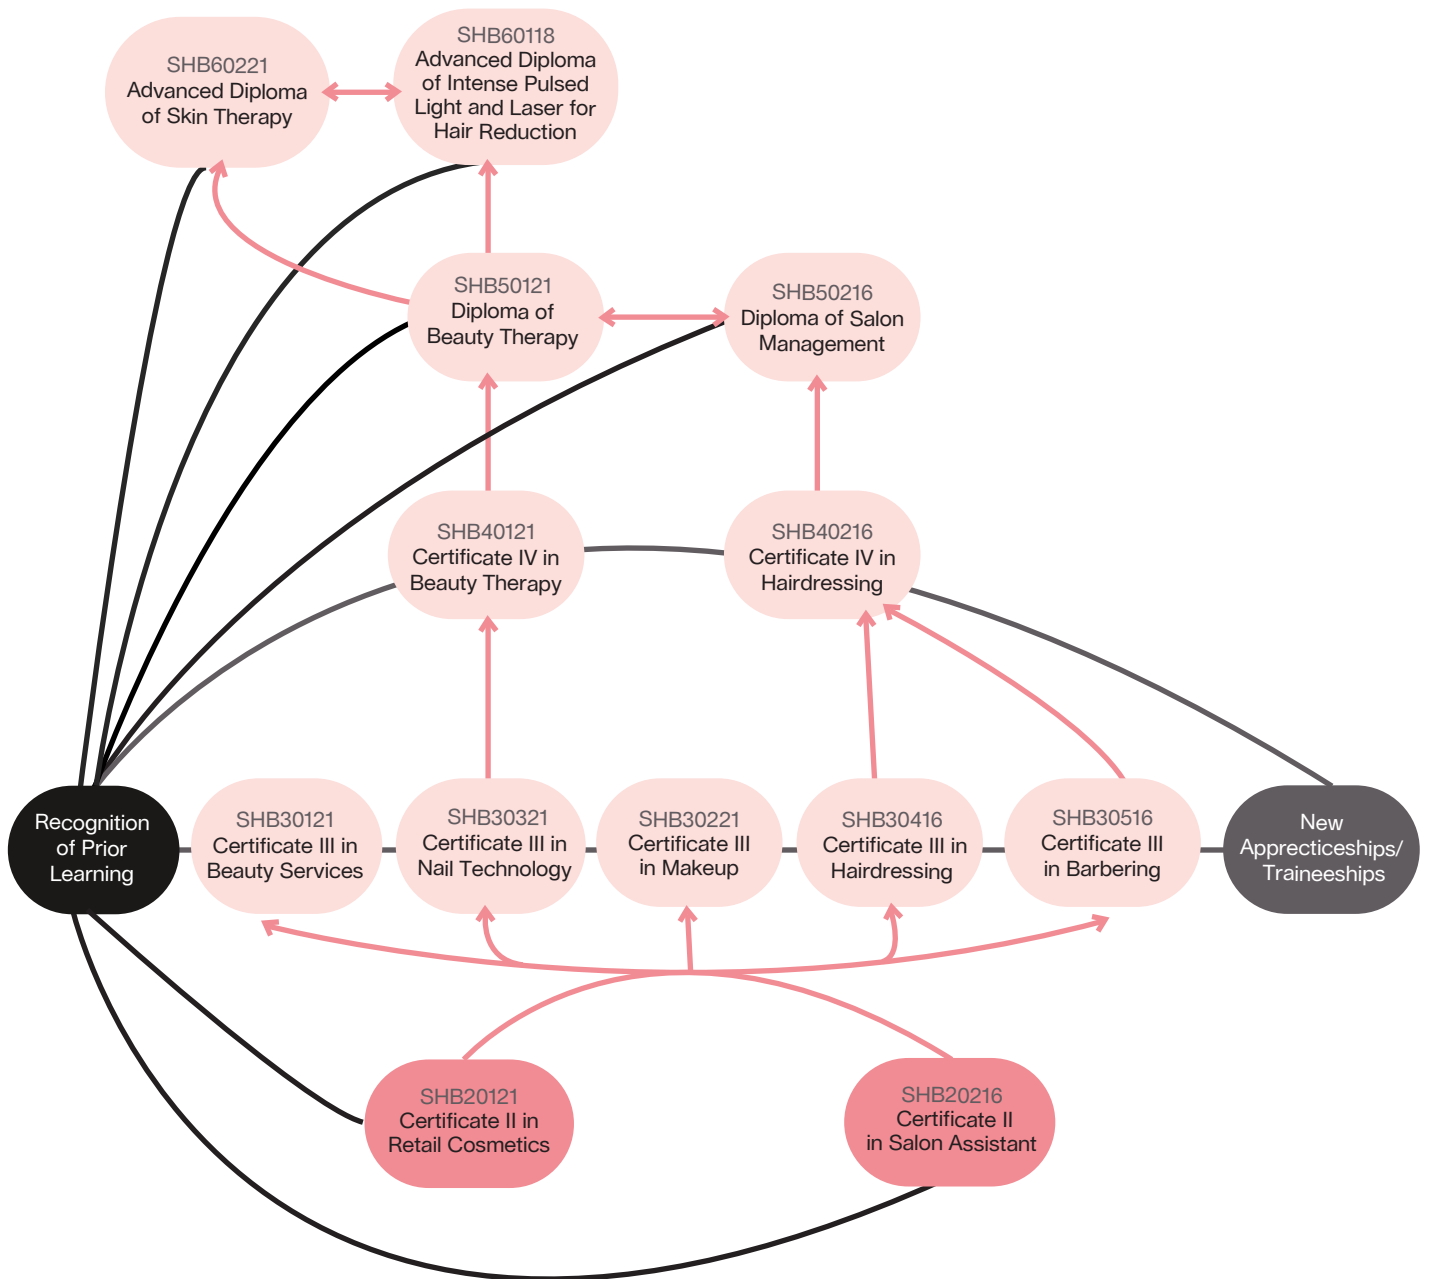 SHB60221
Advanced Diploma
of Skin Therapy
SHB60118
Advanced Diploma
of Intense Pulsed
Light and Laser for
Hair Reduction
SHB50121
Diploma of
Beauty Therapy
SHB50216
Diploma of Salon
Management
SHB40121
Certificate IV in
Beauty Therapy
SHB40216
Certificate IV in
Hairdressing
Recognition
of Prior
Learning
SHB30121
Certificate III in
Beauty Services
SHB30321
Certificate III in
Nail Technology
SHB30221
Certificate III
in Makeup
SHB30416
Certificate III in
Hairdressing
SHB30516
Certificate III
in Barbering
New
Apprecticeships/
Traineeships
SHB20121
Certificate II in
Retail Cosmetics
SHB20216
Certificate II
in Salon Assistant